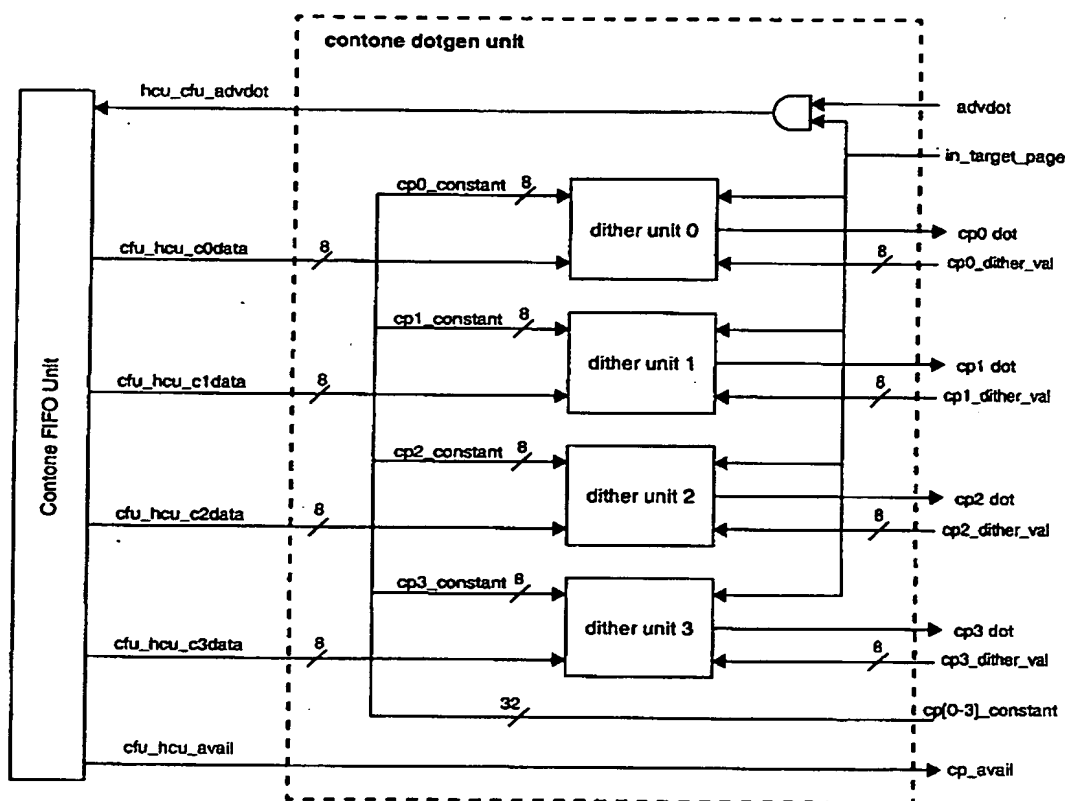 contone dotgen unit
hcu_cfu_advdot
advdot
in_target_page
cp0_constant
8
dither unit 0
cp0 dot
cfu_hcu_c0data
8
8
cp0_dither_val
cp1_constant
8
dither unit 1
cp1 dot
cfu_hcu_c1data
8
8
cp1_dither_val
Contone FIFO Unit
cp2_constant
8
dither unit 2
cp2 dot
cfu_hcu_c2data
8
8
cp2_dither_val
cp3_constant
8
dither unit 3
cp3 dot
cfu_hcu_c3data
8
8
cp3_dither_val
32
cp[0-3]_constant
cfu_hcu_avail
cp_avail